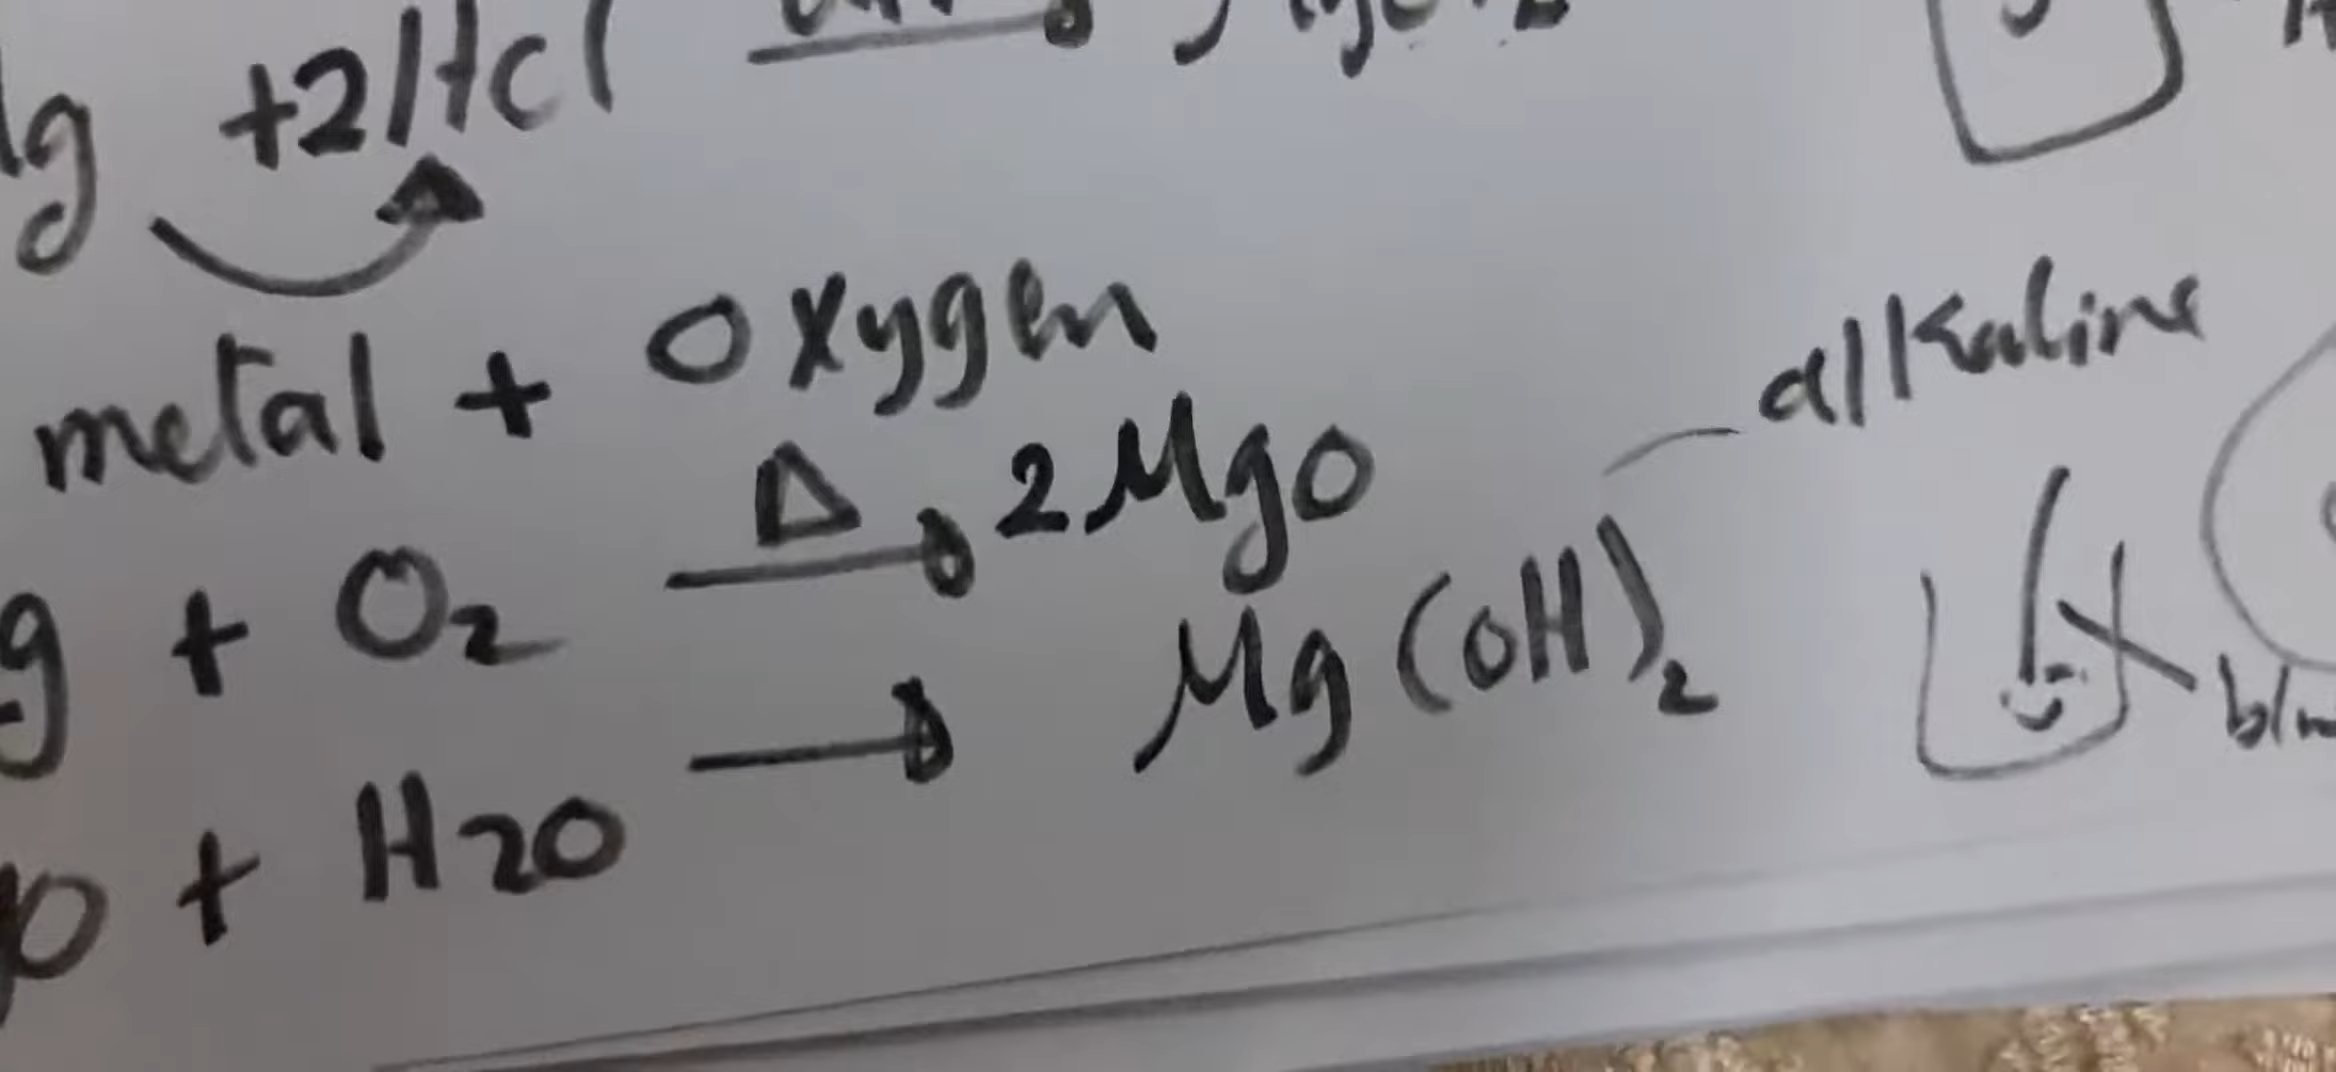 g +2HCl
metal + oxygen
g + O2 Δ 2MgO
alkaline
O + H2O Mg(OH)2